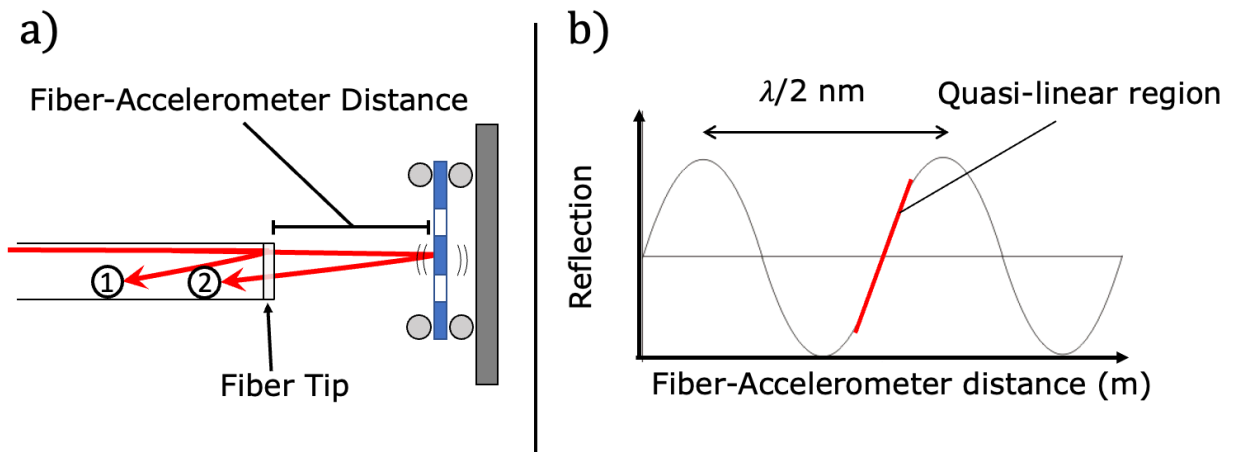 a)
Fiber-Accelerometer Distance
1
2
Fiber Tip
b)
λ/2 nm
Quasi-linear region
Reflection
Fiber-Accelerometer distance (m)